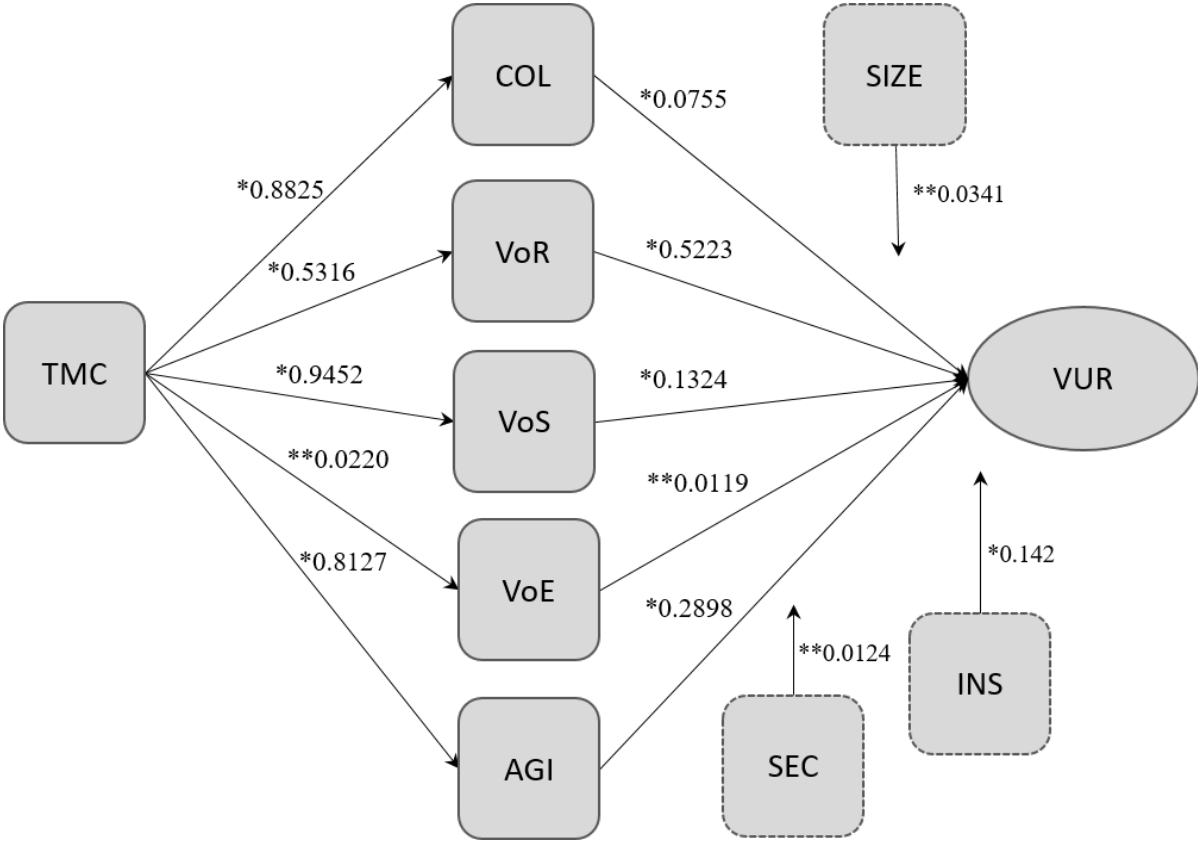 COL
SIZE
*0.0755
*0.8825
**0.0341
VoR
*0.5223
*0.5316
TMC
*0.9452
*0.1324
VUR
VoS
**0.0220
**0.0119
*0.8127
*0.142
VoE
*0.2898
**0.0124
INS
AGI
SEC